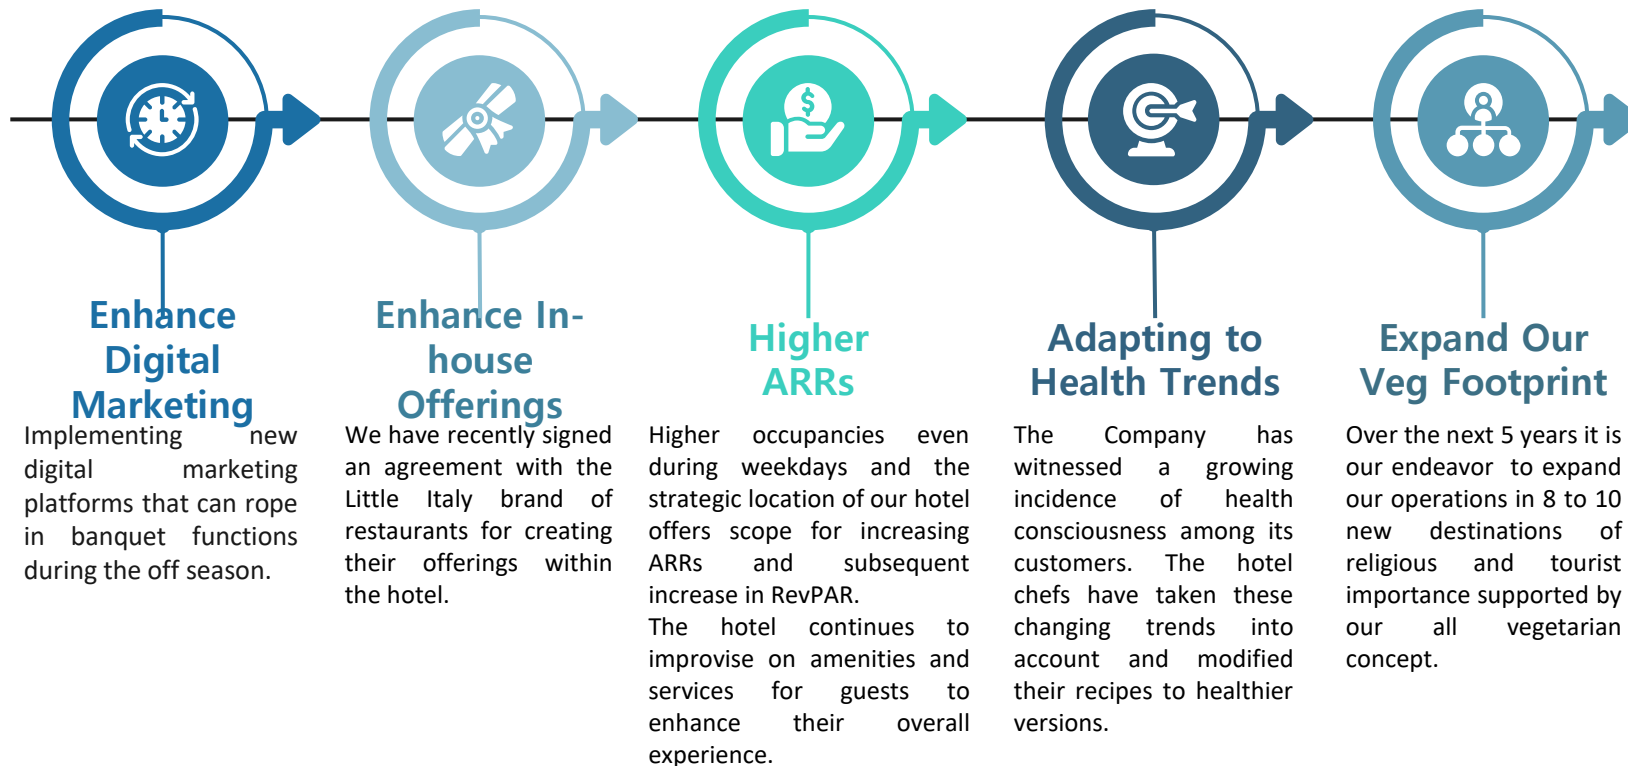 Enhance
Digital
Marketing
Implementing new
digital marketing
platforms that can rope
in banquet functions
during the off season.
Enhance In-
house
Offerings
We have recently signed
an agreement with the
Little Italy brand of
restaurants for creating
their offerings within
the hotel.
Higher
ARRs
Higher occupancies even
during weekdays and the
strategic location of our hotel
offers scope for increasing
ARRs and subsequent
increase in RevPAR.
The hotel continues to
improvise on amenities and
services for guests to
enhance their overall
experience.
Adapting to
Health Trends
The Company has
witnessed a growing
incidence of health
consciousness among its
customers. The hotel
chefs have taken these
changing trends into
account and modified
their recipes to healthier
versions.
Expand Our
Veg Footprint
Over the next 5 years it is
our endeavor to expand
our operations in 8 to 10
new destinations of
religious and tourist
importance supported by
our all vegetarian
concept.